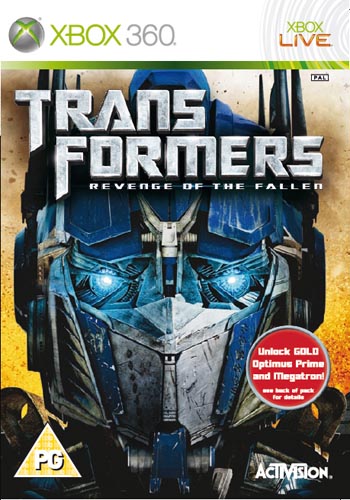 XBOX 360.
XBOX
LIVE
PAL
TRANS
FORMERS
REVENGE OF THE FALLEN
Unlock GOLD
Optimus Prime
and Megatron!
see back of pack
for details
PG
ACTIVISION